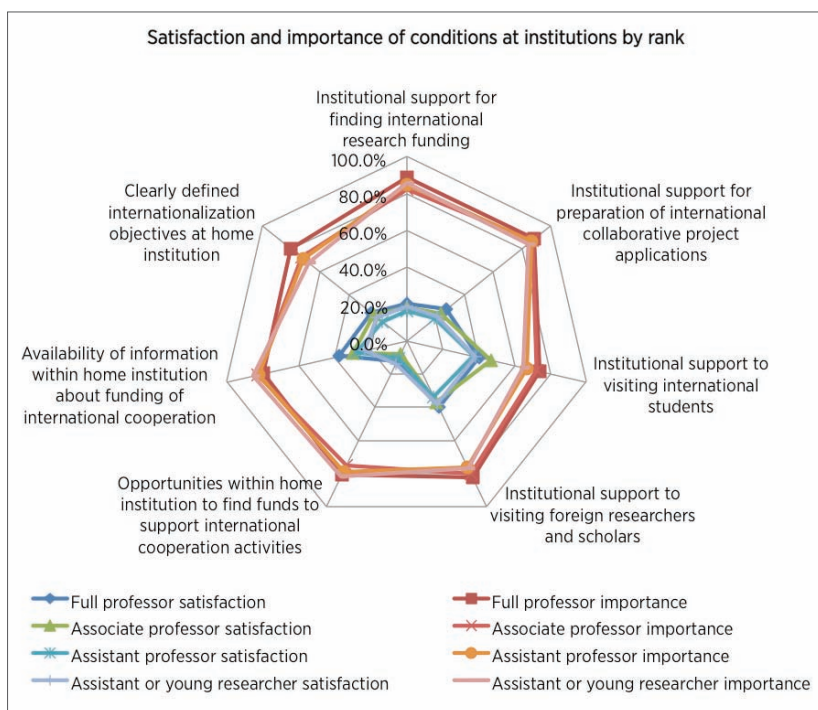 Satisfaction and importance of conditions at institutions by rank
Institutional support for
finding international
research funding
100.0%
80.0%
60.0%
40.0%
20.0%
0.0%
Institutional support for
preparation of international
collaborative project
applications
Institutional support to
visiting international
students
Institutional support to
visiting foreign researchers
and scholars
Opportunities within home
institution to find funds to
support international
cooperation activities
Availability of information
within home institution
about funding of
international cooperation
Clearly defined
internationalization
objectives at home
institution
Full professor satisfaction
Associate professor satisfaction
Assistant professor satisfaction
Assistant or young researcher satisfaction
Full professor importance
Associate professor importance
Assistant professor importance
Assistant or young researcher importance